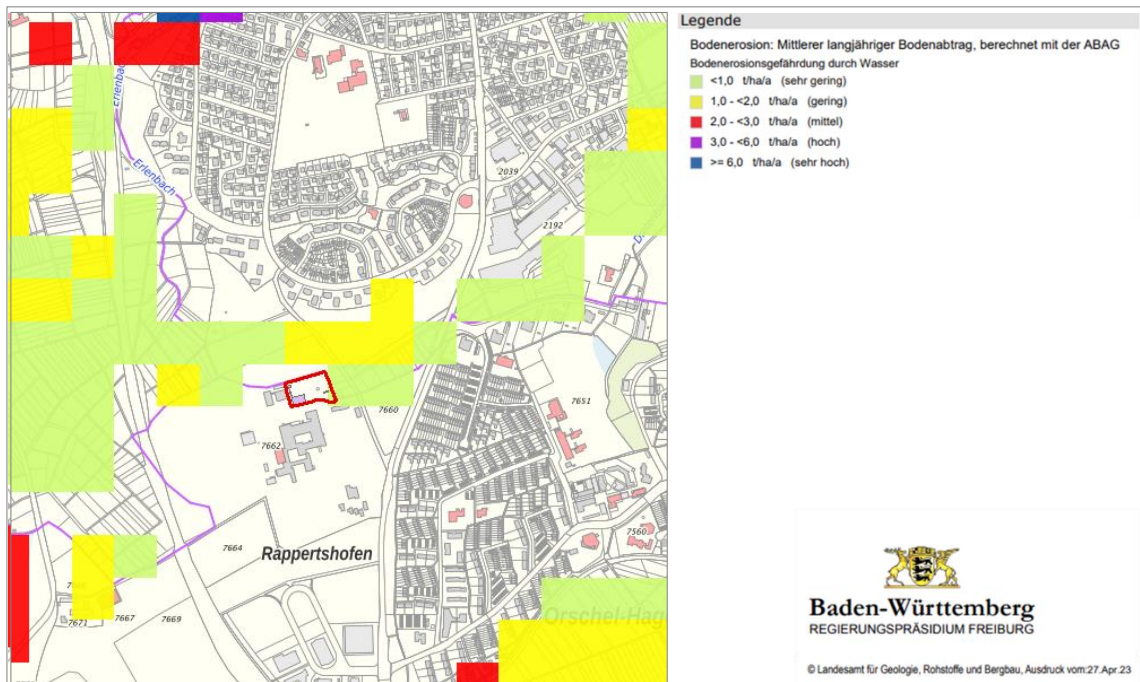 Legende
Bodenerosion: Mittlerer langjähriger Bodenabtrag, berechnet mit der ABAG
Bodenerosionsgefährdung durch Wasser
<1,0 t/ha/a (sehr gering)
1,0 - <2,0 t/ha/a (gering)
2,0 - <3,0 t/ha/a (mittel)
3,0 - <6,0 t/ha/a (hoch)
>= 6,0 t/ha/a (sehr hoch)
Erlenbach
Erlenbach
2039
2192
7651
7660
7662
7560
7664
Rappertshofen
7671
7667
7669
Orschel-Hag
Baden-Württemberg
REGIERUNGSPRÄSIDIUM FREIBURG
© Landesamt für Geologie, Rohstoffe und Bergbau, Ausdruck vom:27.Apr.23